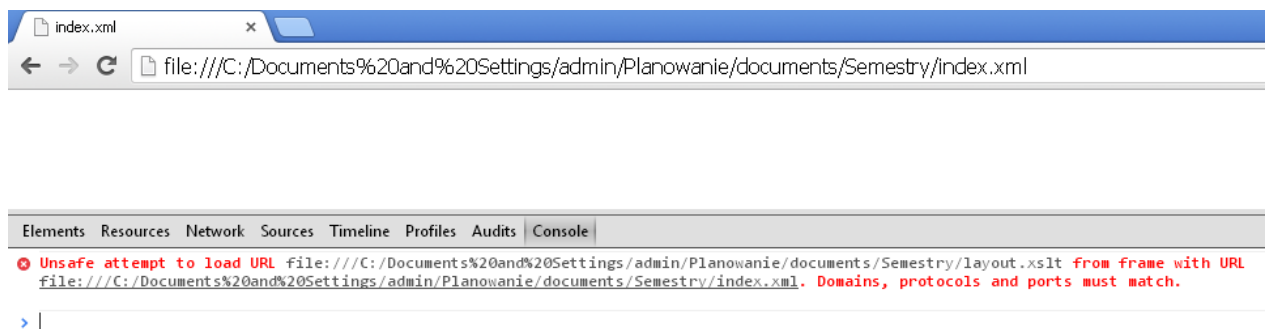 index.xml
file:///C:/Documents%20and%20Settings/admin/Planowanie/documents/Semestry/index.xml
Elements Resources Network Sources Timeline Profiles Audits Console
Unsafe attempt to load URL file:///C:/Documents%20and%20Settings/admin/Planowanie/documents/Semestry/layout.xslt from frame with URL
file:///C:/Documents%20and%20Settings/admin/Planowanie/documents/Semestry/index.xml. Domains, protocols and ports must match.
>